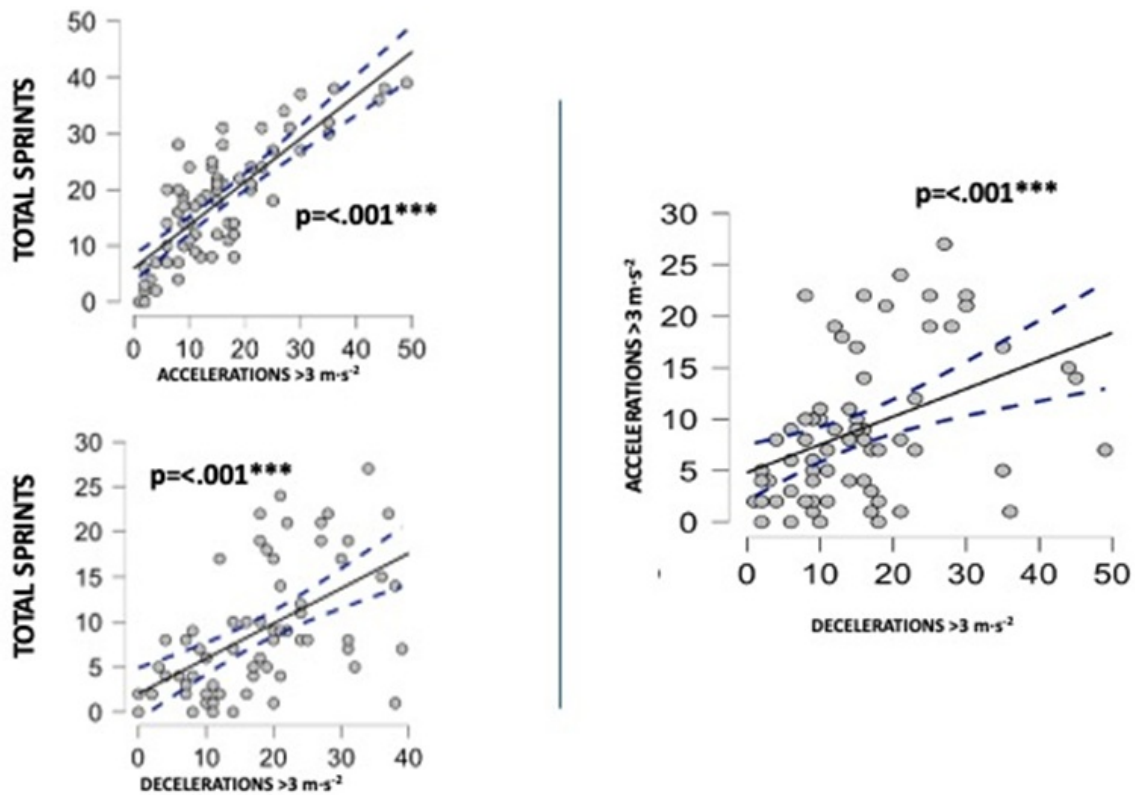 50
40
30
20
10
0
TOTAL SPRINTS
p=<.001***
0 10 20 30 40 50
ACCELERATIONS >3 m·s-2
30
25
20
15
10
5
0
TOTAL SPRINTS
p=<.001***
0 10 20 30 40
DECELERATIONS >3 m·s-2
p=<.001***
30
25
20
15
10
5
0
ACCELERATIONS >3 m·s-2
0 10 20 30 40 50
DECELERATIONS >3 m·s-2